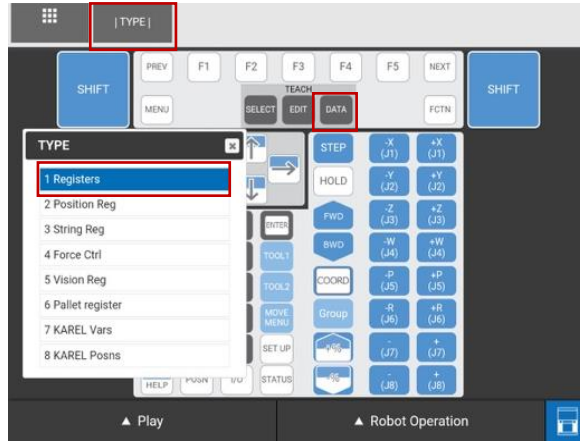 | TYPE |
SHIFT
PREV F1 F2 F3 F4 F5 NEXT
SHIFT
TEACH
MENU SELECT EDIT DATA FCTN
TYPE
1 Registers
2 Position Reg
3 String Reg
4 Force Ctrl
5 Vision Reg
6 Pallet register
7 KAREL Vars
8 KAREL Posns
STEP -X (J1) +X (J1)
HOLD -Y (J2) +Y (J2)
ENTER FWD -Z (J3) +Z (J3)
TOOL1 BWD -W (J4) +W (J4)
TOOL2 COORD -P (J5) +P (J5)
MOVE MENU Group -R (J6) +R (J6)
SET UP +% - (J7) + (J7)
HELP POSN I/O STATUS -% - (J8) + (J8)
▲ Play ▲ Robot Operation